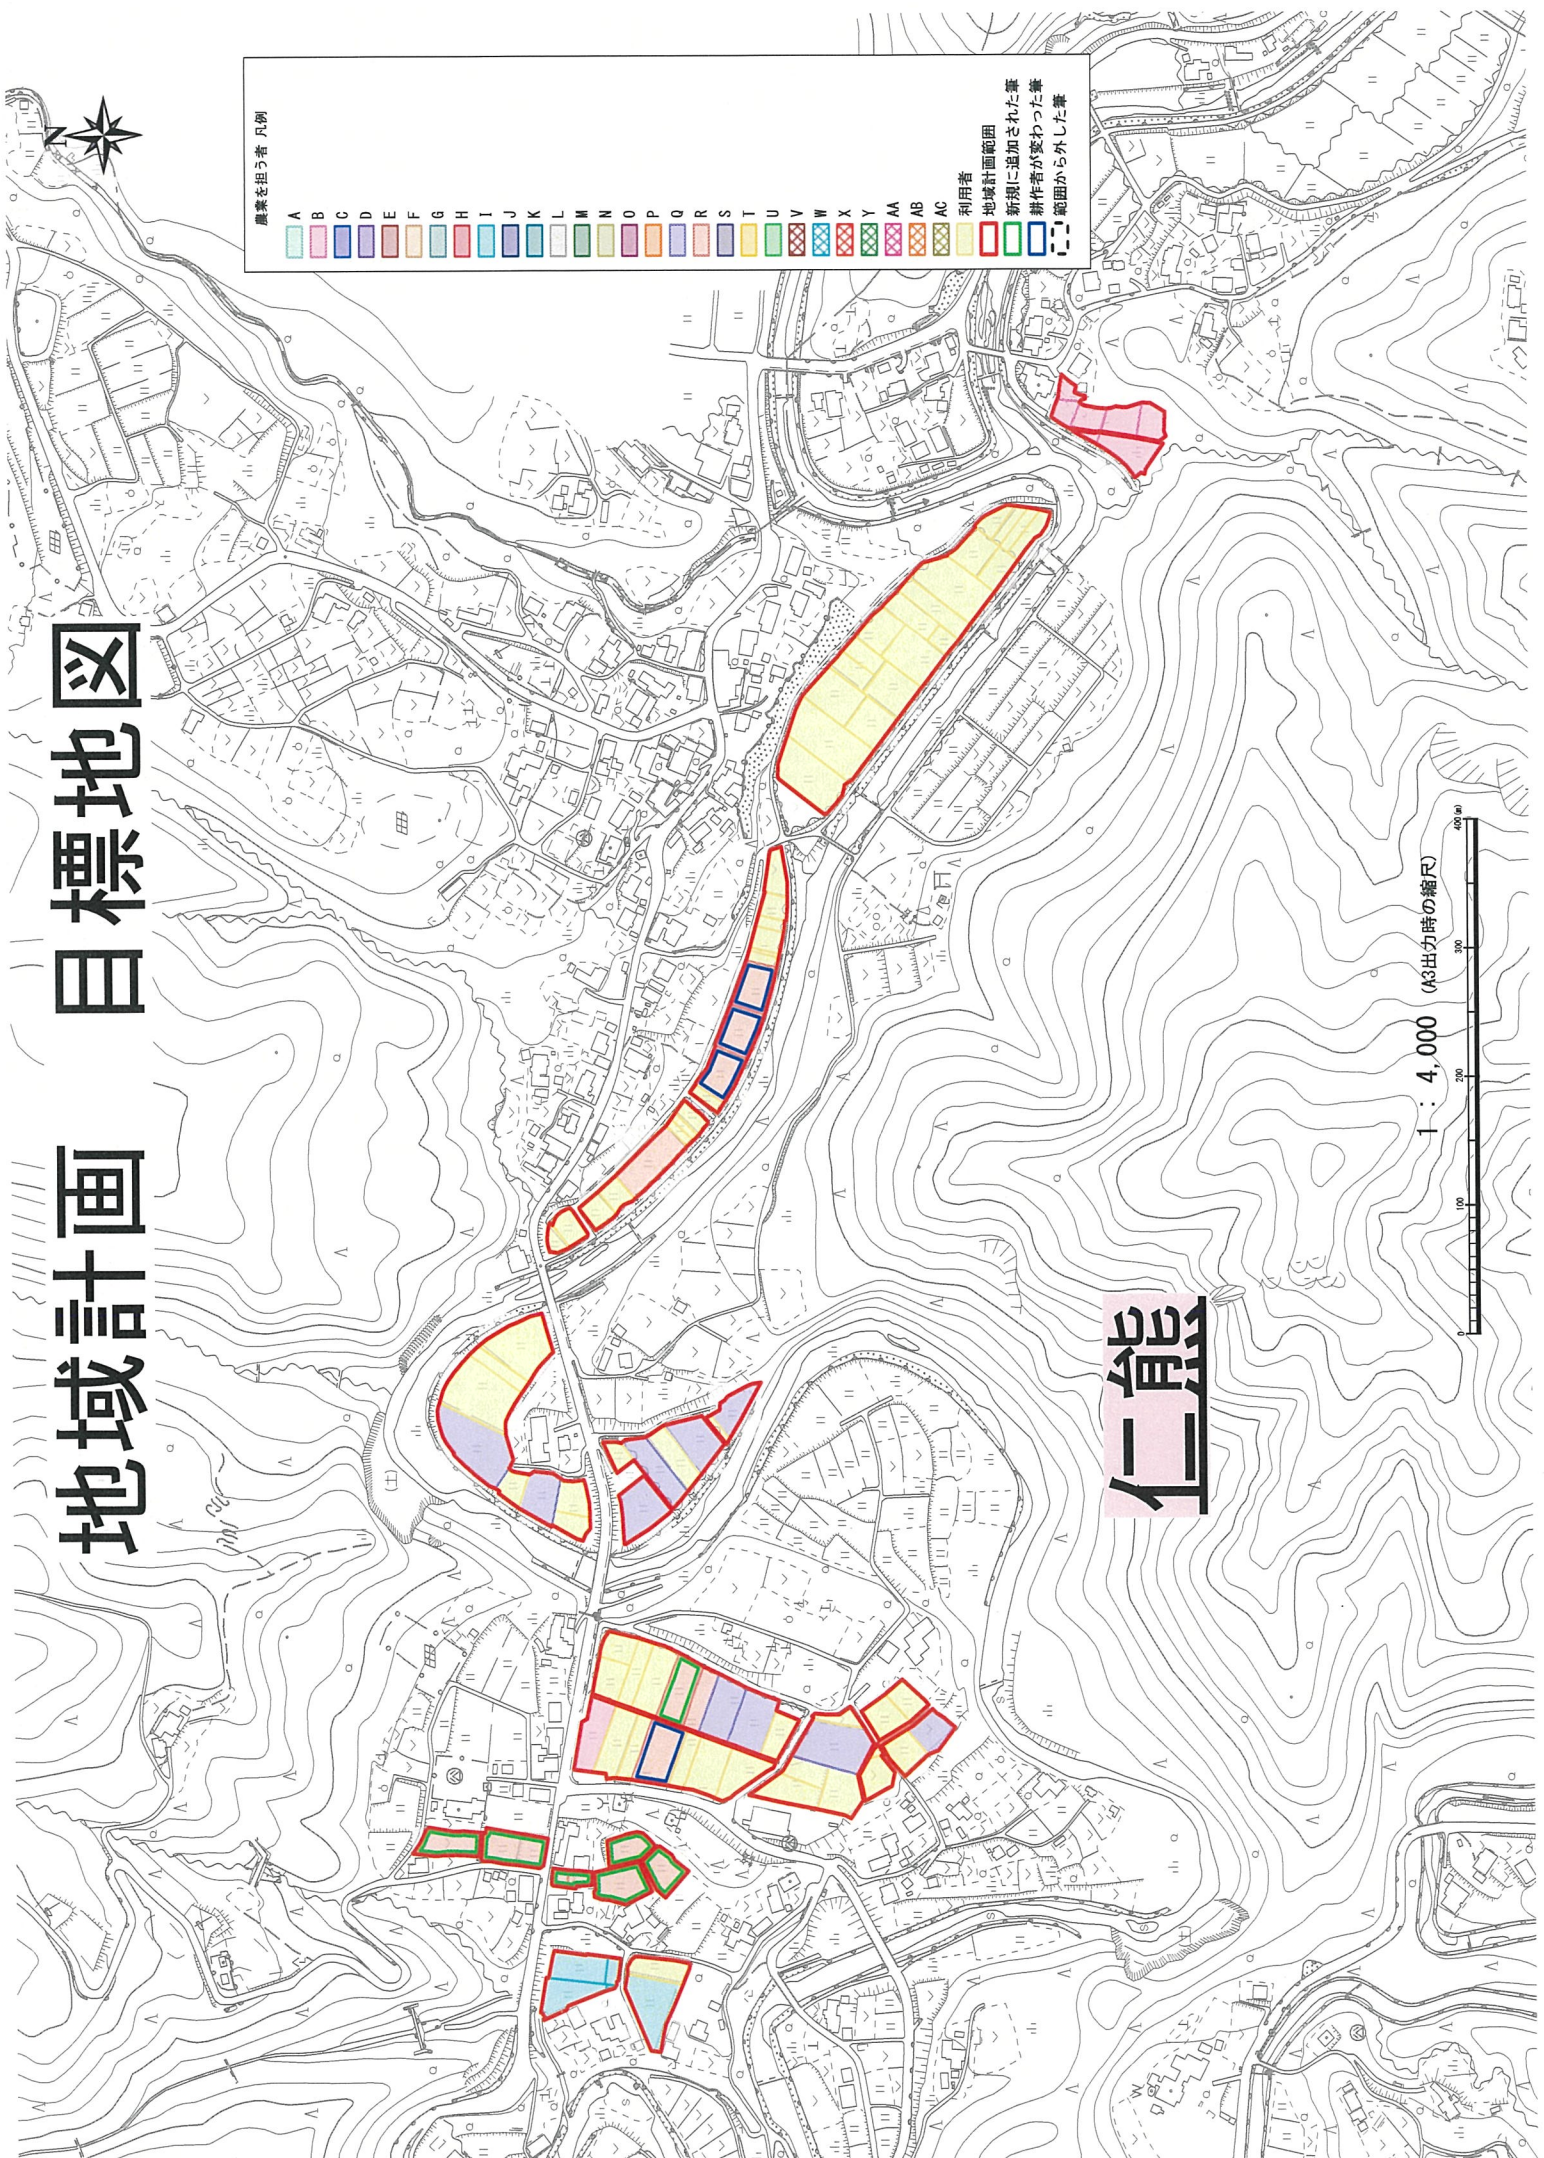 地域計画 目標地図
N
農業を担う者 凡例
A
B
C
D
E
F
G
H
I
J
K
L
M
N
O
P
Q
R
S
T
U
V
W
X
Y
AA
AB
AC
利用者
地域計画範囲
新規に追加された筆
耕作者が変わった筆
範囲から外した筆
仁熊
1 : 4,000 (A3出力時の縮尺)
0 100 200 300 400(m)